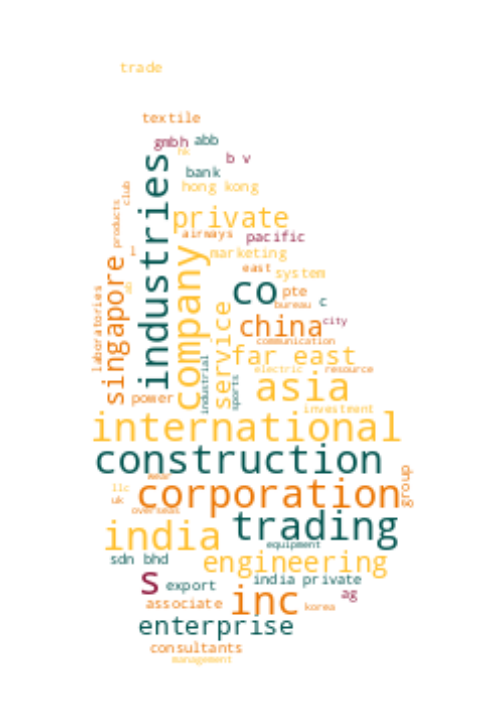 trade
textile
gmbh abb
hk
b v
bank
hong kong
club
products
private
airways pacific
l
marketing
industries
company
east system
singapore
co pte
bureau c
laboratories
service
china city
communication
far east
electric resource
industrial
sports
asia
power
investment
international
construction
wear
corporation
group
llc
uk
overseas
trading
india
equipment
sdn bhd
engineering
s export
india private
associate
inc
ag
korea
enterprise
consultants
management